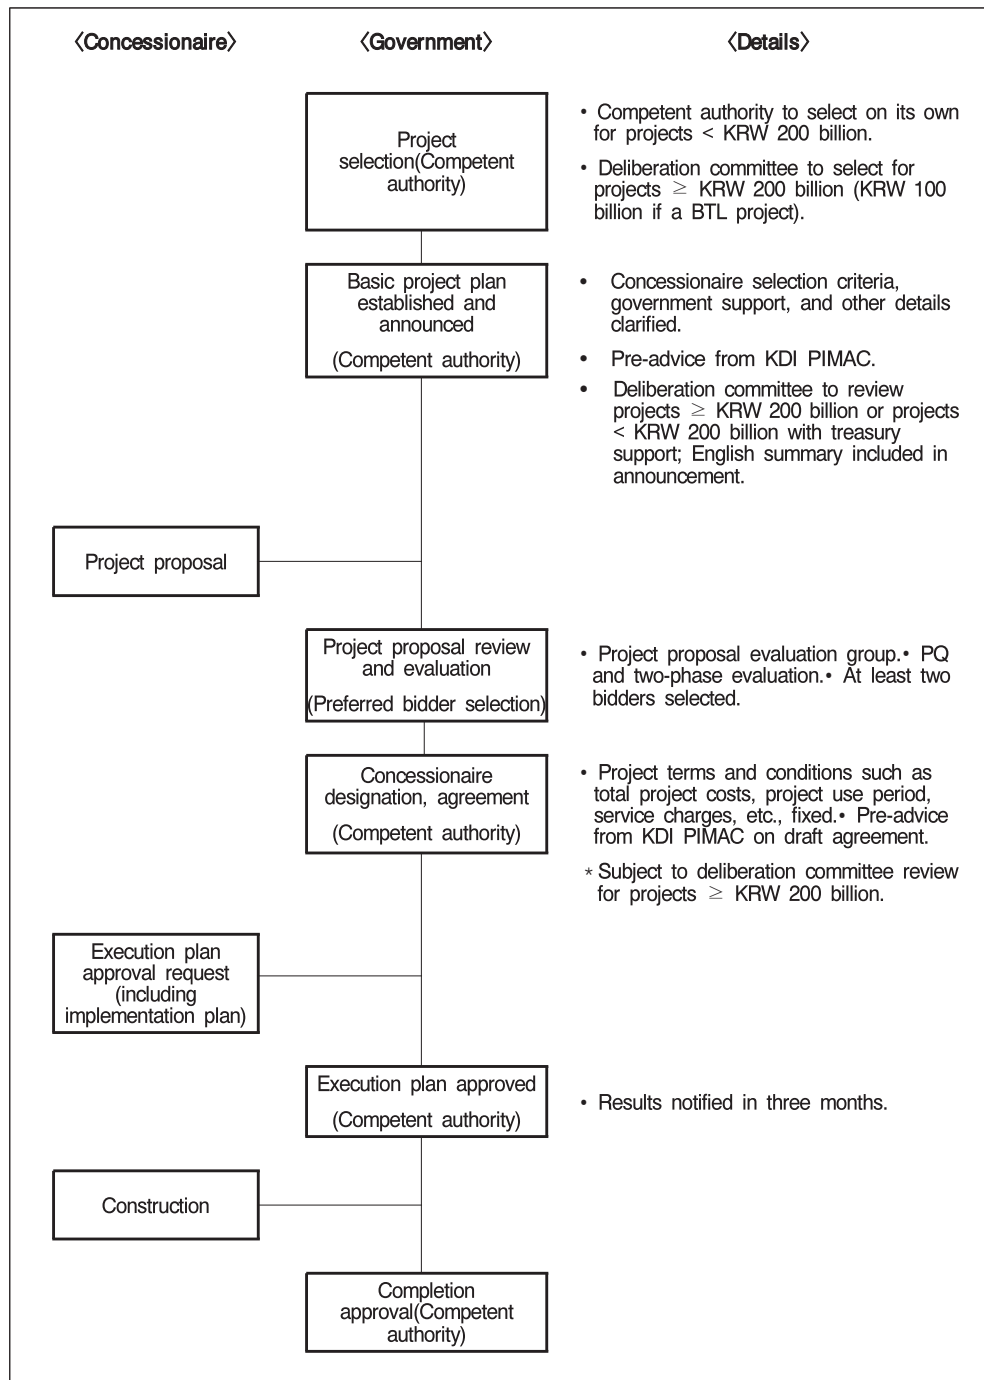 〈Concessionaire〉 〈Government〉 〈Details〉
Project
selection(Competent
authority)
• Competent authority to select on its own
for projects < KRW 200 billion.
• Deliberation committee to select for
projects ≥ KRW 200 billion (KRW 100
billion if a BTL project).
Basic project plan
established and
announced
(Competent authority)
• Concessionaire selection criteria,
government support, and other details
clarified.
• Pre-advice from KDI PIMAC.
• Deliberation committee to review
projects ≥ KRW 200 billion or projects
< KRW 200 billion with treasury
support; English summary included in
announcement.
Project proposal
Project proposal review
and evaluation
(Preferred bidder selection)
• Project proposal evaluation group.• PQ
and two-phase evaluation.• At least two
bidders selected.
Concessionaire
designation, agreement
(Competent authority)
• Project terms and conditions such as
total project costs, project use period,
service charges, etc., fixed.• Pre-advice
from KDI PIMAC on draft agreement.
* Subject to deliberation committee review
for projects ≥ KRW 200 billion.
Execution plan
approval request
(including
implementation plan)
Execution plan approved
(Competent authority)
• Results notified in three months.
Construction
Completion
approval(Competent
authority)